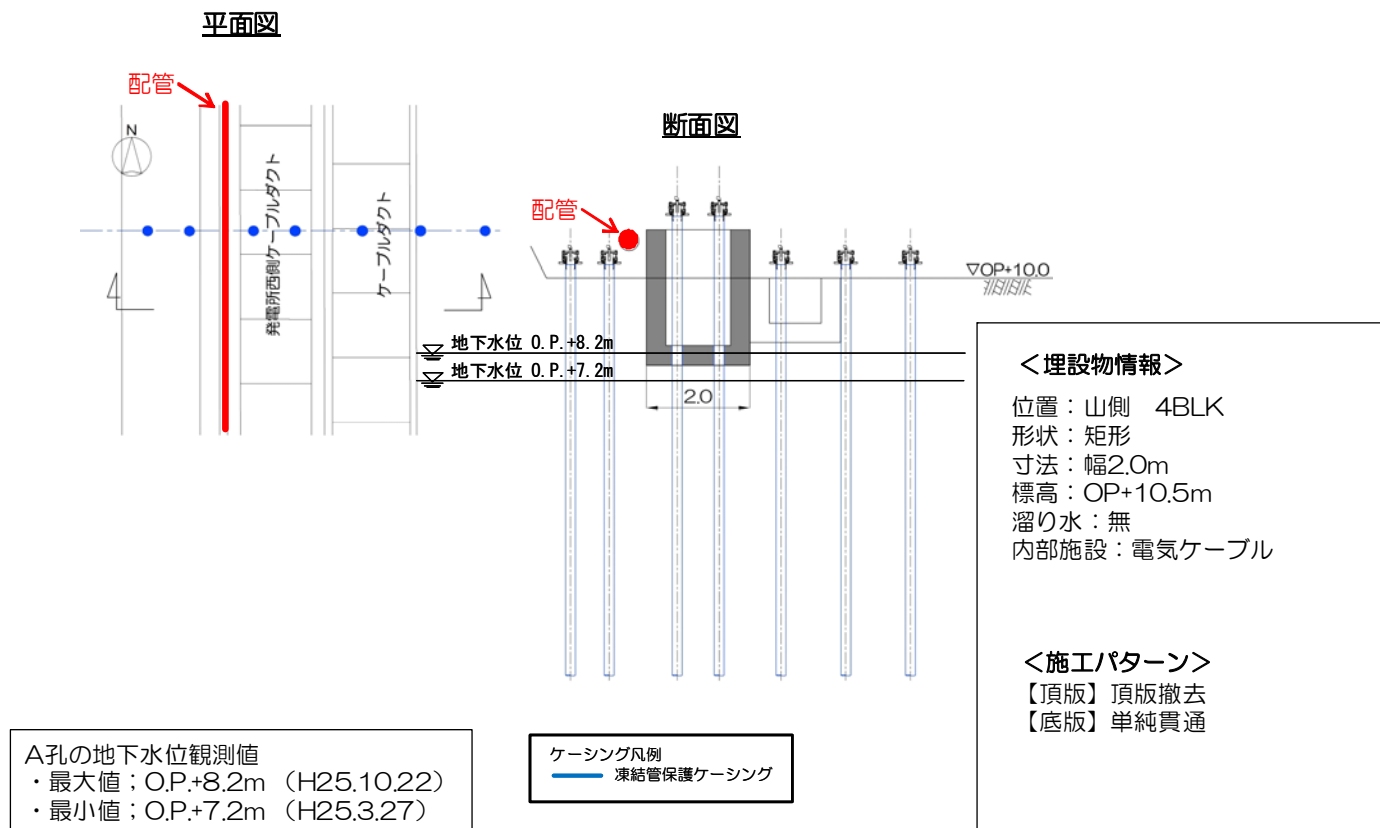 平面図
配管
N
発電所西側ケーブルダクト
ケーブルダクト
断面図
配管
▽OP+10.0
地下水位 O.P.+8.2m
地下水位 O.P.+7.2m
2.0
＜埋設物情報＞
位置：山側　4BLK
形状：矩形
寸法：幅2.0m
標高：OP+10.5m
溜り水：無
内部施設：電気ケーブル
＜施工パターン＞
【頂版】頂版撤去
【底版】単純貫通
A孔の地下水位観測値
・最大値；O.P.+8.2m （H25.10.22）
・最小値；O.P.+7.2m （H25.3.27）
ケーシング凡例
凍結管保護ケーシング